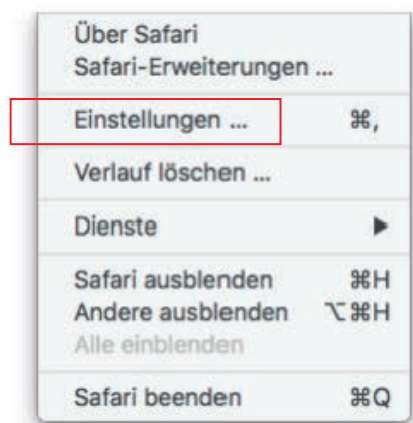 Über Safari
Safari-Erweiterungen ...
Einstellungen ... ⌘,
Verlauf löschen ...
Dienste ▶
Safari ausblenden ⌘H
Andere ausblenden ⌥⌘H
Alle einblenden
Safari beenden ⌘Q